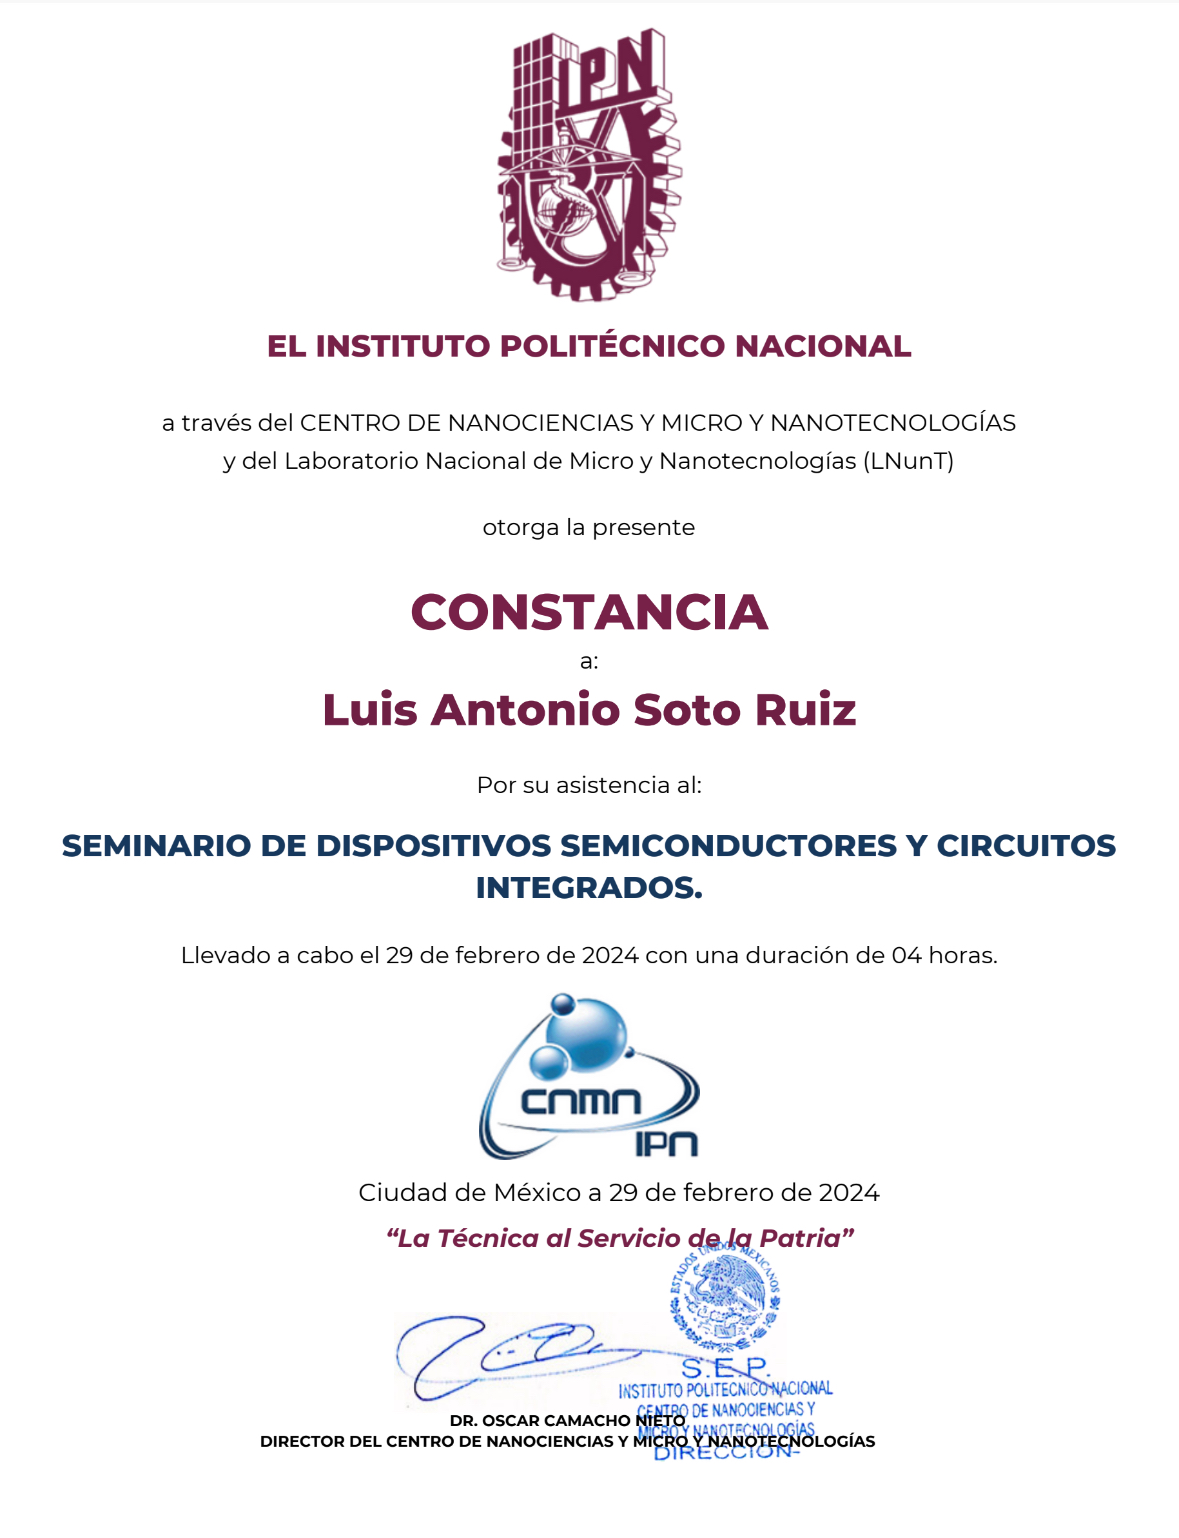 IPN
EL INSTITUTO POLITÉCNICO NACIONAL
a través del CENTRO DE NANOCIENCIAS Y MICRO Y NANOTECNOLOGÍAS
y del Laboratorio Nacional de Micro y Nanotecnologías (LNunT)
otorga la presente
CONSTANCIA
a:
Luis Antonio Soto Ruiz
Por su asistencia al:
SEMINARIO DE DISPOSITIVOS SEMICONDUCTORES Y CIRCUITOS
INTEGRADOS.
Llevado a cabo el 29 de febrero de 2024 con una duración de 04 horas.
cnmn
IPn
Ciudad de México a 29 de febrero de 2024
“La Técnica al Servicio de la Patria”
ESTADOS UNIDOS MEXICANOS
S.E.P.
INSTITUTO POLITECNICO NACIONAL
CENTRO DE NANOCIENCIAS Y
MICRO Y NANOTECNOLOGÍAS
DIRECCIÓN-
DR. OSCAR CAMACHO NIETO
DIRECTOR DEL CENTRO DE NANOCIENCIAS Y MICRO Y NANOTECNOLOGÍAS